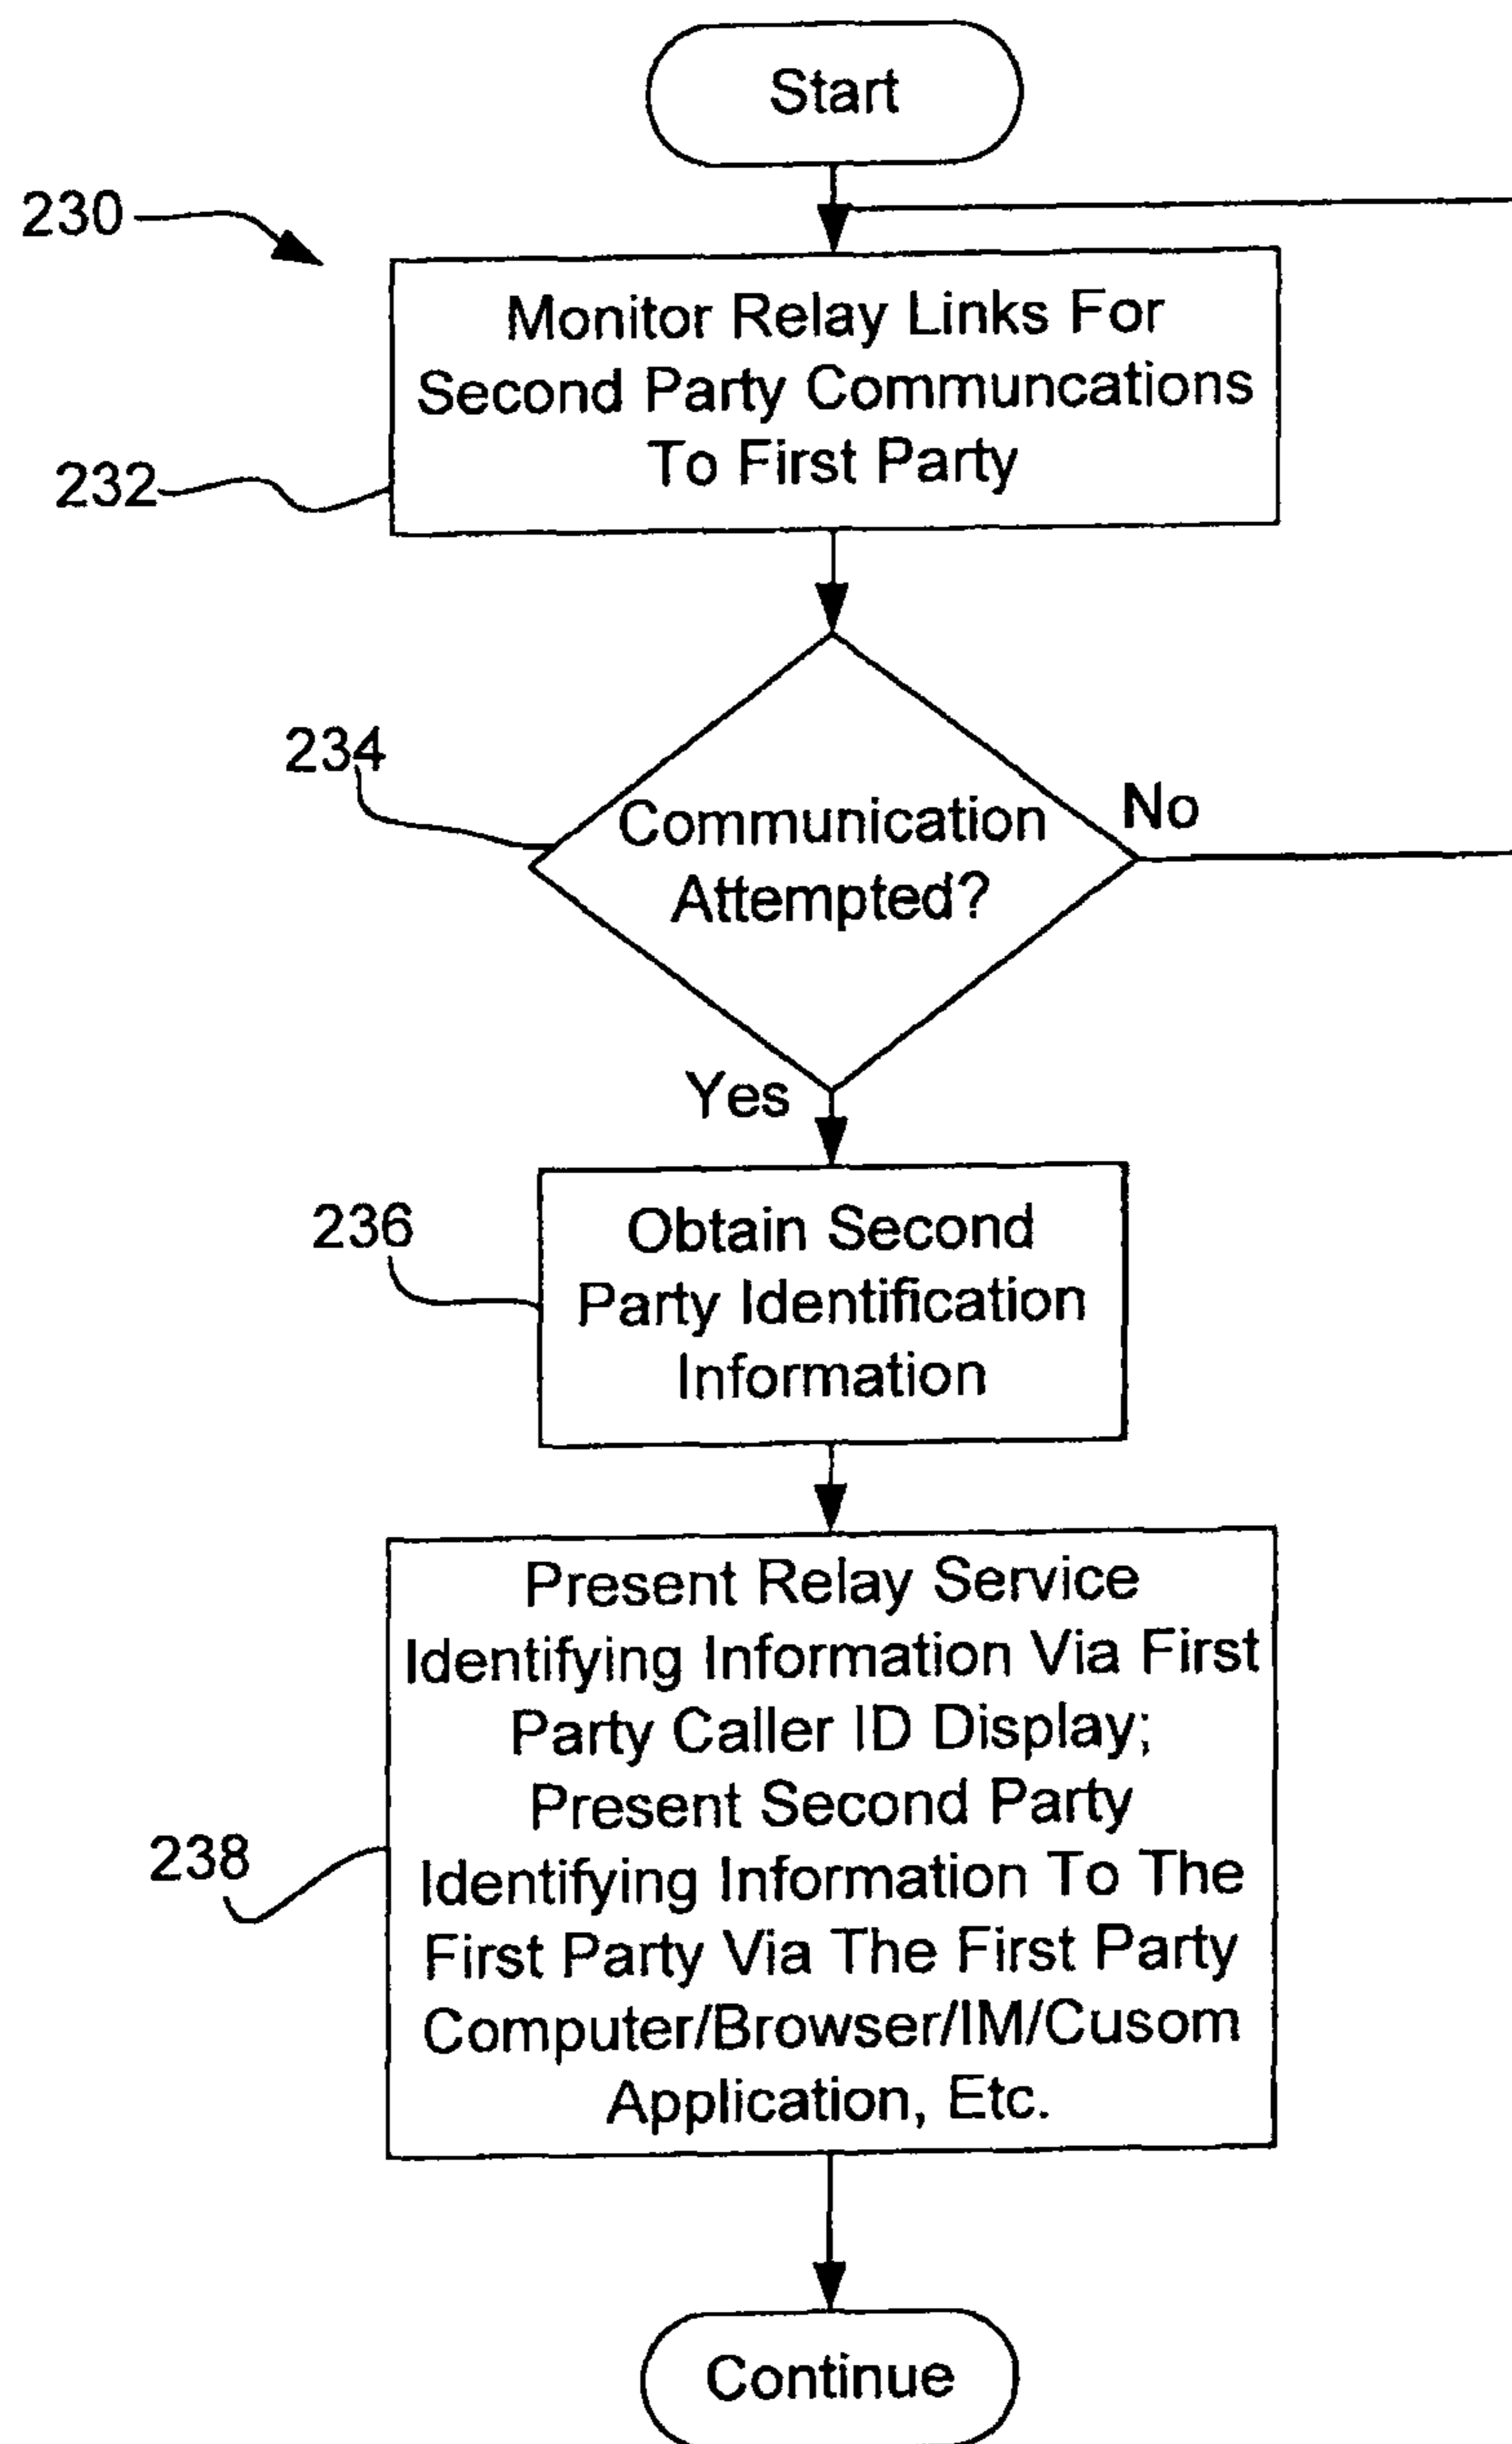 Start
230
Monitor Relay Links For
Second Party Communcations
To First Party
232
234
Communication
Attempted?
No
Yes
236
Obtain Second
Party Identification
Information
Present Relay Service
Identifying Information Via First
Party Caller ID Display;
Present Second Party
Identifying Information To The
First Party Via The First Party
Computer/Browser/IM/Cusom
Application, Etc.
238
Continue